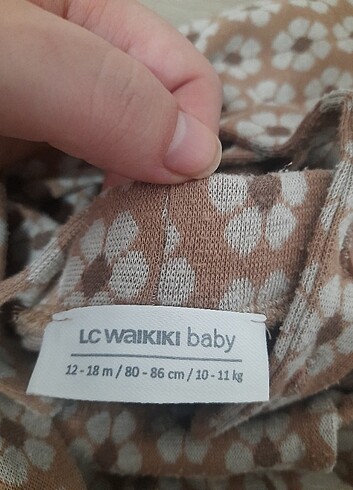 LC WAIKIKI baby
12 - 18 m / 80 - 86 cm / 10 - 11 kg